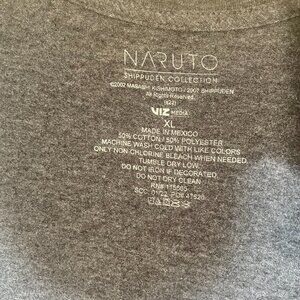 NARUTO
SHIPPUDEN COLLECTION
©2002 MASASHI KISHIMOTO / 2007 SHIPPUDEN
All Rights Reserved.
(S22)
VIZ MEDIA
XL
MADE IN MEXICO
50% COTTON / 50% POLYESTER
MACHINE WASH COLD WITH LIKE COLORS
ONLY NON-CHLORINE BLEACH WHEN NEEDED
TUMBLE DRY LOW
DO NOT IRON IF DECORATED
DO NOT DRY CLEAN